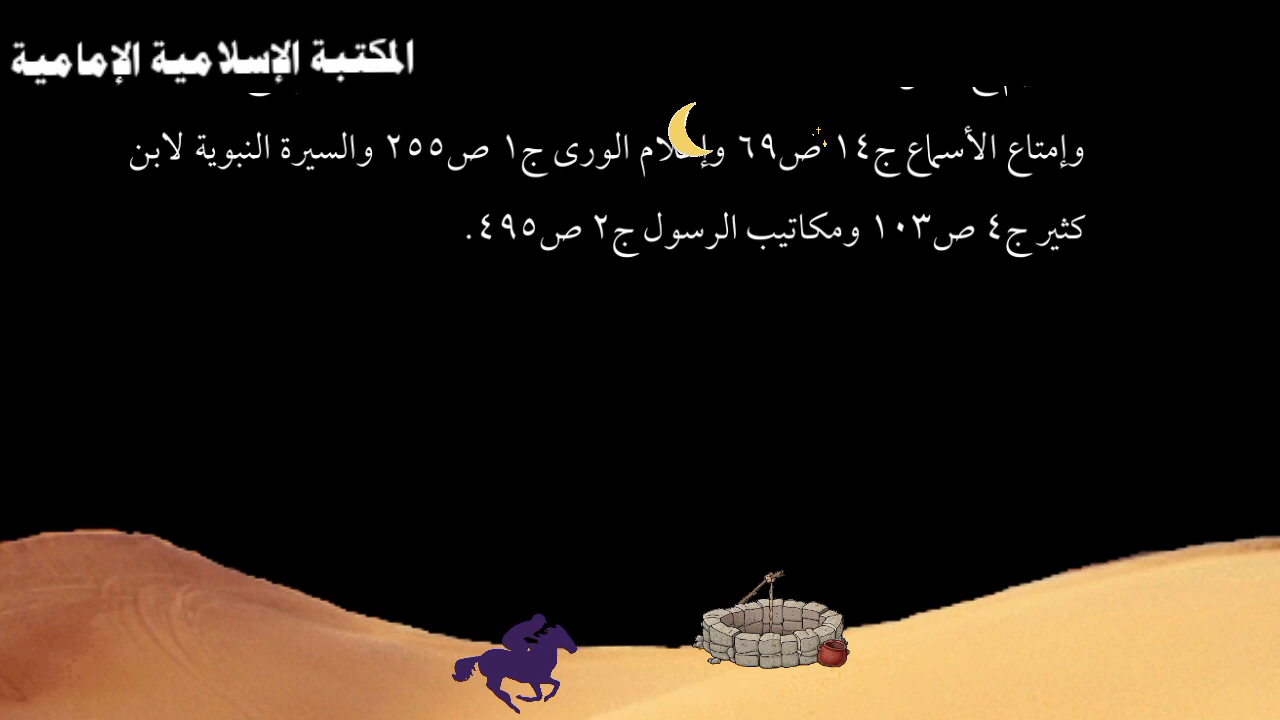 المكتبة الإسلامية الإمامية
وإمتاع الأسماع ج١٤ ص٦٩ الورى ج١ ص٢٥٥ والسيرة النبوية لابن
كثير ج٤ ص١٠٣ ومكاتيب الرسول ج٢ ص٤٩٥.